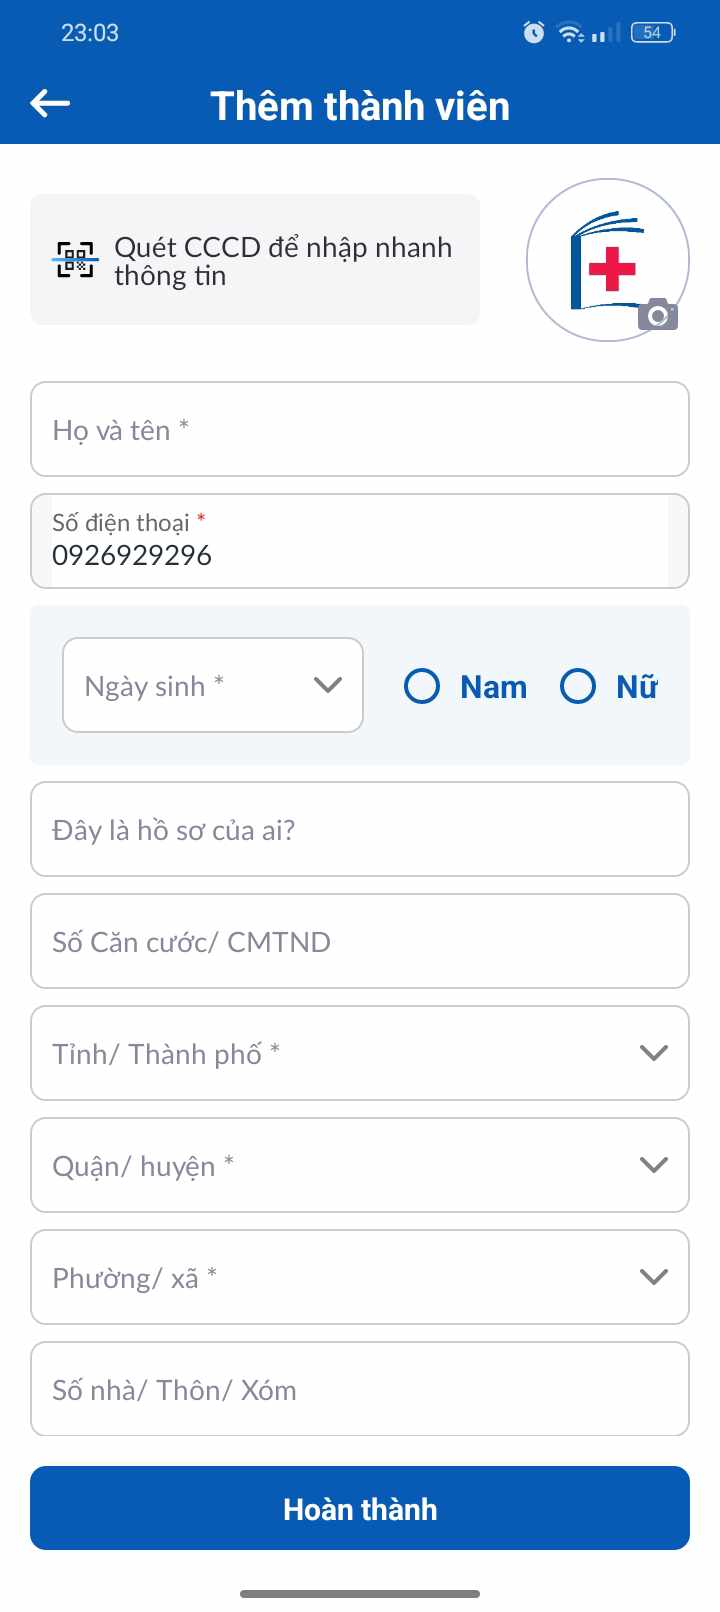 23:03
54
Thêm thành viên
Quét CCCD để nhập nhanh
thông tin
Họ và tên *
Số điện thoại *
0926929296
Ngày sinh *
Nam
Nữ
Đây là hồ sơ của ai?
Số Căn cước/ CMTND
Tỉnh/ Thành phố *
Quận/ huyện *
Phường/ xã *
Số nhà/ Thôn/ Xóm
Hoàn thành